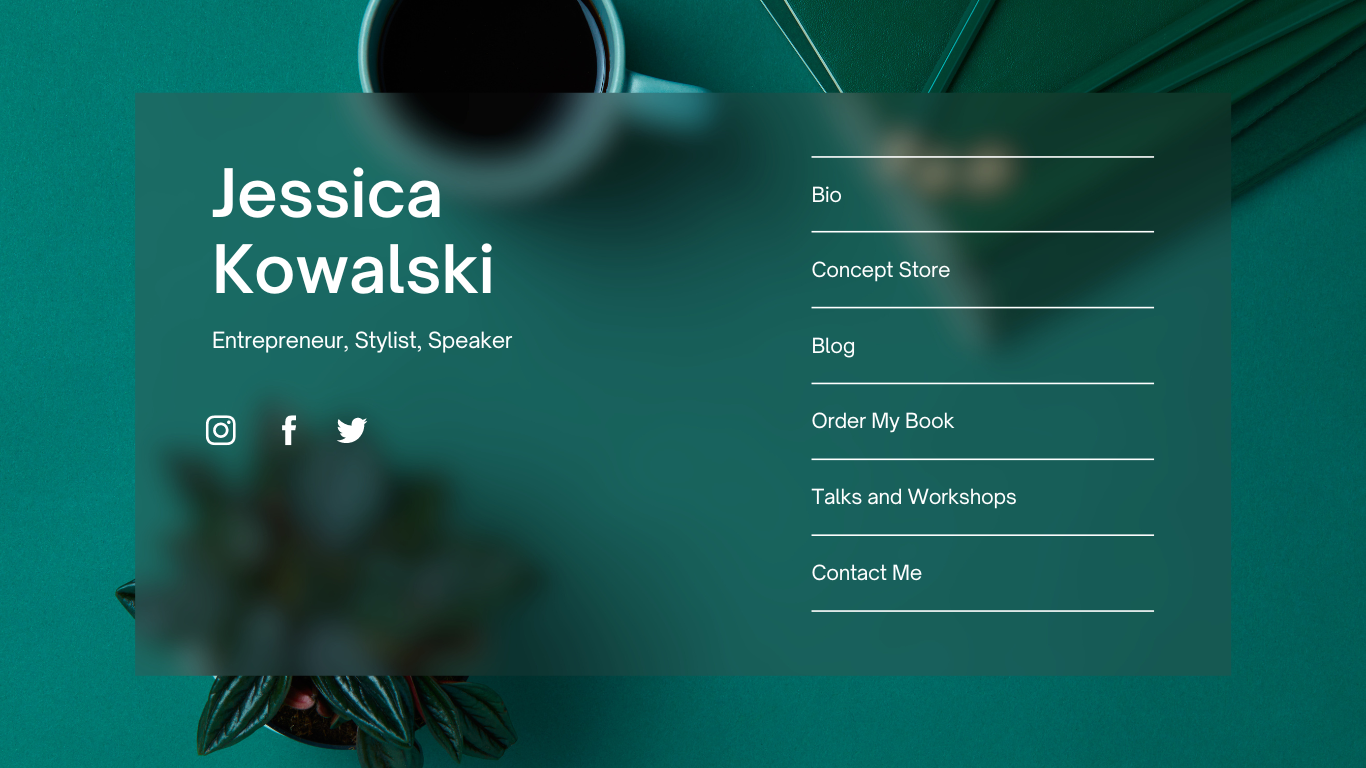 Jessica
Kowalski
Entrepreneur, Stylist, Speaker
Bio
Concept Store
Blog
Order My Book
Talks and Workshops
Contact Me